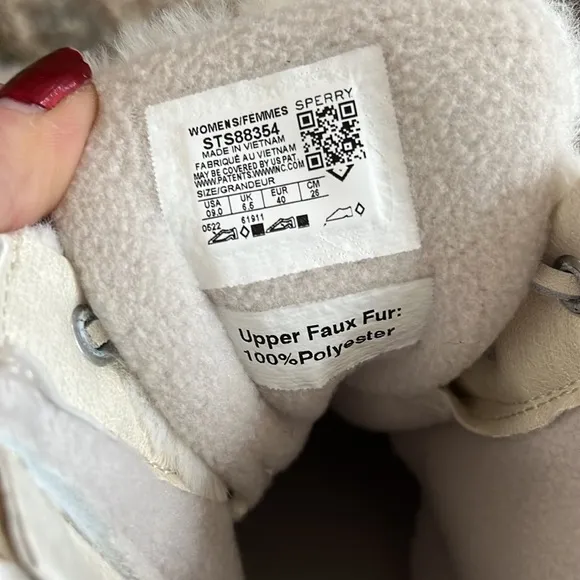 WOMENS/FEMMES SPERRY
STS88354
MADE IN VIETNAM
FABRIQUÉ AU VIETNAM
MAY BE COVERED BY US PAT.
WWW.PATENTS.WWWINC.COM
SIZE/GRANDEUR
USA UK EUR CM
09.0 6.5 40 26
0522 61911
Upper Faux Fur:
100%Polyester